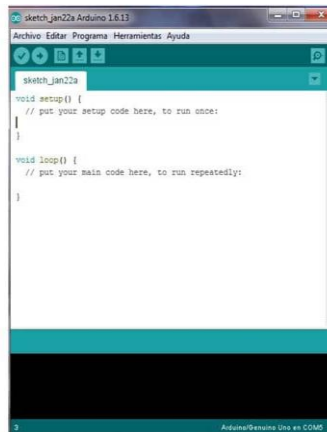 sketch_jan22a Arduino 1.6.13
Archivo Editar Programa Herramientas Ayuda
sketch_jan22a
void setup() {
// put your setup code here, to run once:
}
void loop() {
// put your main code here, to run repeatedly:
}
3 Arduino/Genuino Uno en COM5